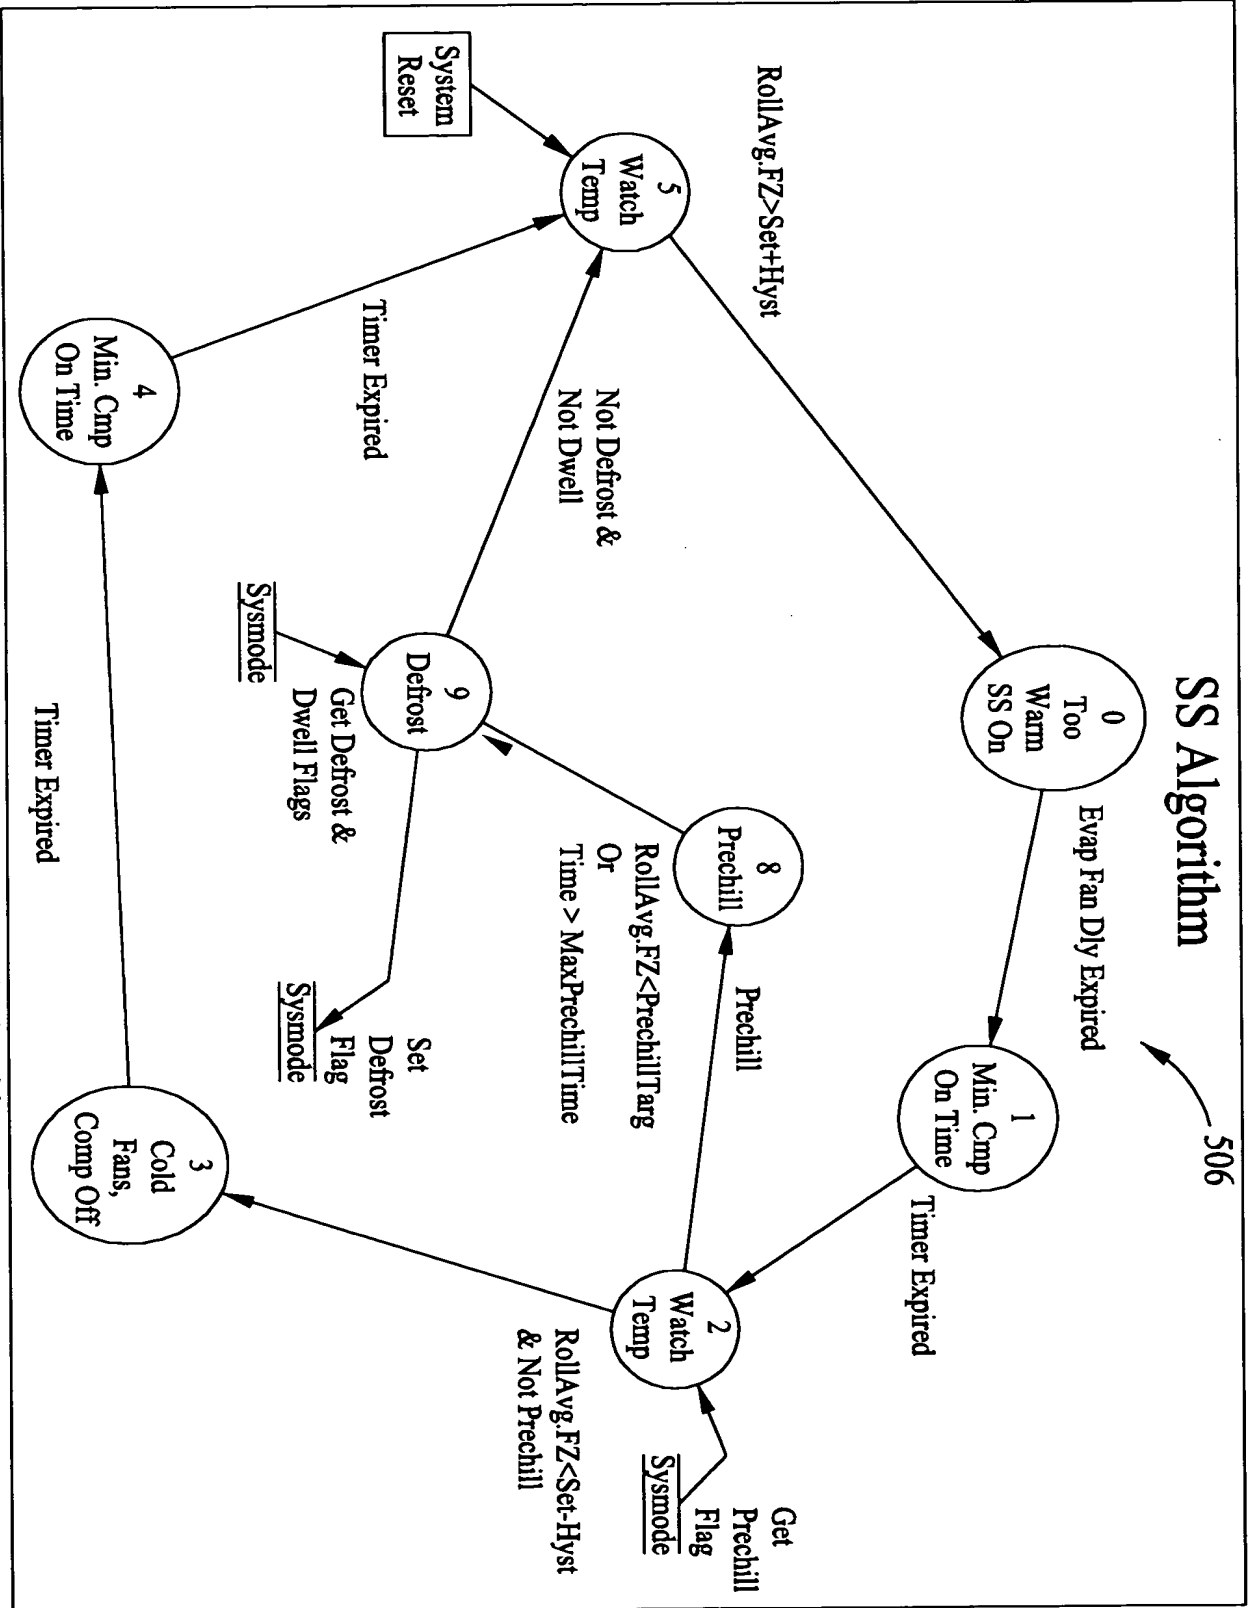 SS Algorithm
506
0
Too
Warm
SS On
Evap Fan Dly Expired
1
Min. Cmp
On Time
Timer Expired
RollAvg.FZ>Set+Hyst
5
Watch
Temp
System
Reset
8
Prechill
Prechill
2
Watch
Temp
Get
Prechill
Flag
Sysmode
RollAvg.FZ<PrechillTarg
Or
Time > MaxPrechillTime
Not Defrost &
Not Dwell
9
Defrost
Set
Defrost
Flag
Sysmode
Get Defrost &
Dwell Flags
Sysmode
RollAvg.FZ<Set-Hyst
& Not Prechill
Timer Expired
4
Min. Cmp
On Time
3
Cold
Fans,
Comp Off
Timer Expired